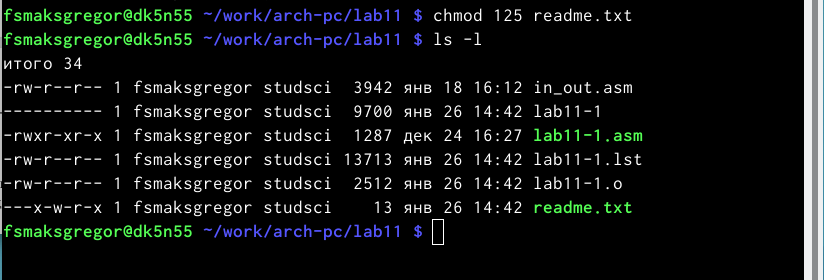 fsmaksgregor@dk5n55 ~/work/arch-pc/lab11 $ chmod 125 readme.txt
fsmaksgregor@dk5n55 ~/work/arch-pc/lab11 $ ls -l
итого 34
-rw-r--r-- 1 fsmaksgregor studsci  3942 янв 18 16:12 in_out.asm
---------- 1 fsmaksgregor studsci  9700 янв 26 14:42 lab11-1
-rwxr-xr-x 1 fsmaksgregor studsci  1287 дек 24 16:27 lab11-1.asm
-rw-r--r-- 1 fsmaksgregor studsci 13713 янв 26 14:42 lab11-1.lst
-rw-r--r-- 1 fsmaksgregor studsci  2512 янв 26 14:42 lab11-1.o
---x-w-r-x 1 fsmaksgregor studsci    13 янв 26 14:42 readme.txt
fsmaksgregor@dk5n55 ~/work/arch-pc/lab11 $